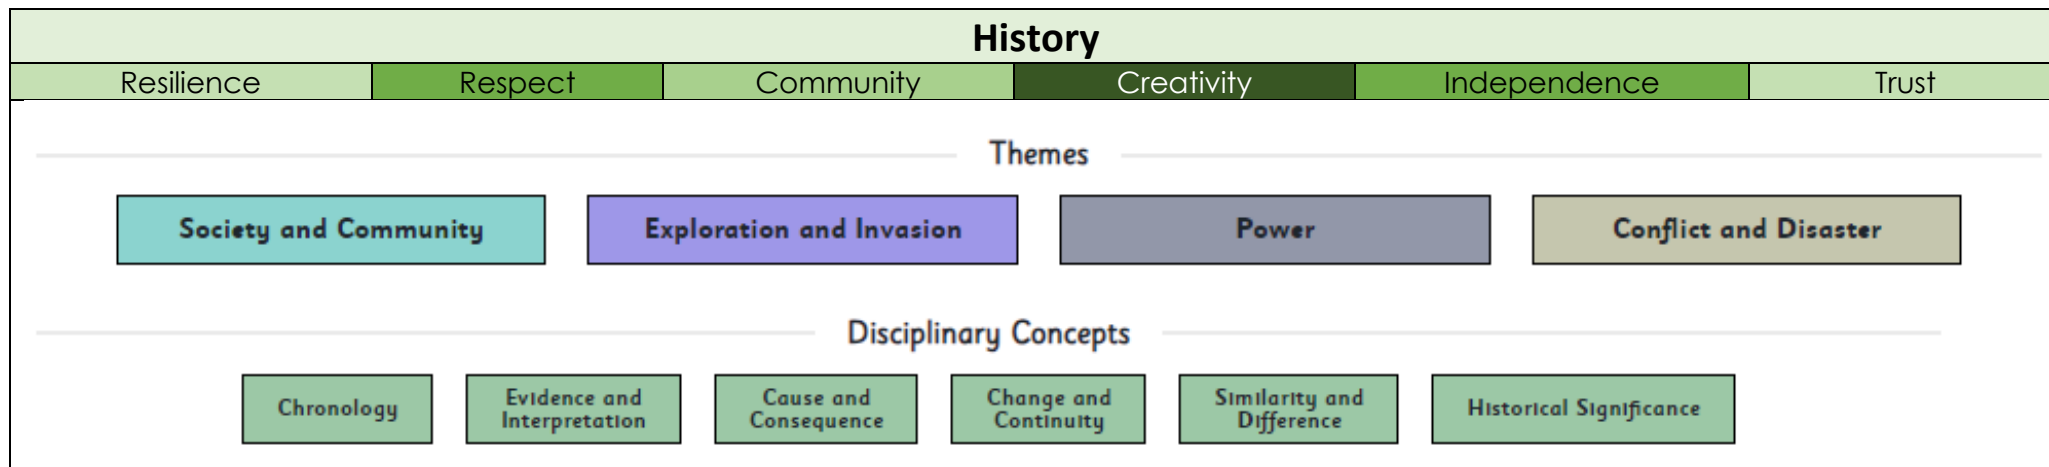 History
Resilience Respect Community Creativity Independence Trust
Themes
Society and Community Exploration and Invasion Power Conflict and Disaster
Disciplinary Concepts
Chronology
Evidence and
Interpretation
Cause and
Consequence
Change and
Continuity
Similarity and
Difference
Historical Significance